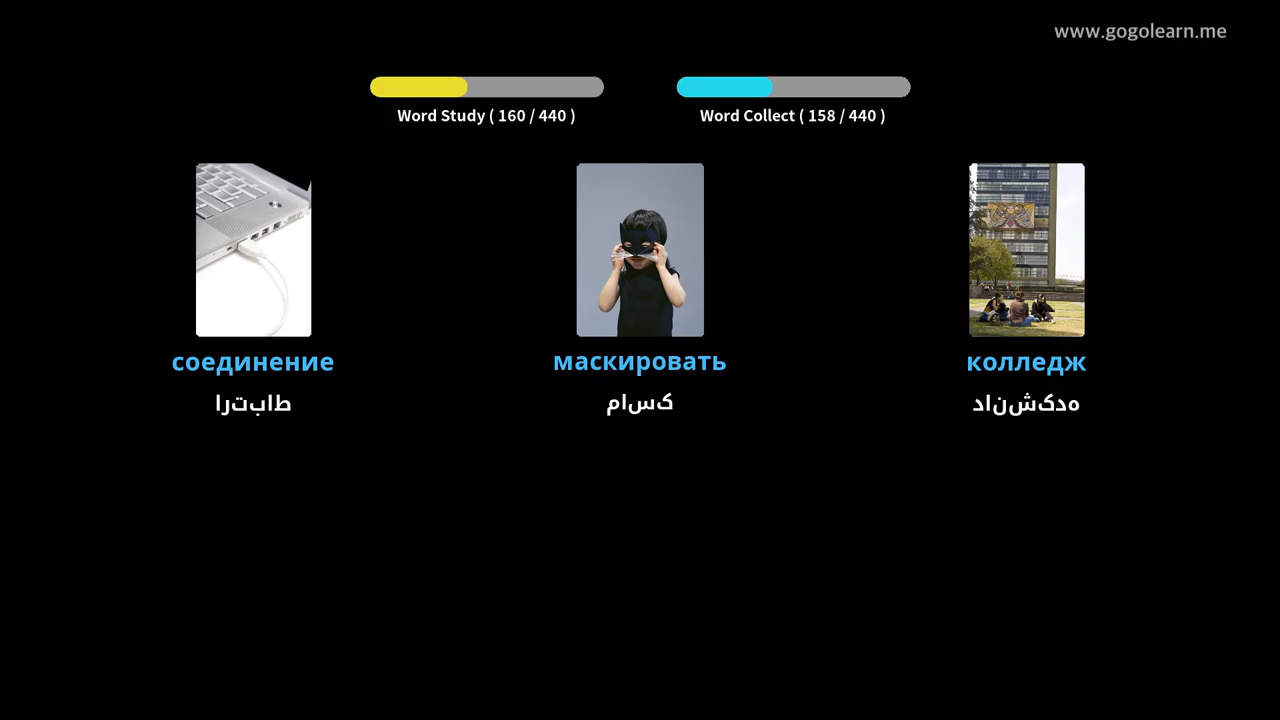 www.gogolearn.me
Word Study ( 160 / 440 )
Word Collect ( 158 / 440 )
соединение
ارتباط
маскировать
ماسک
колледж
دانشکده